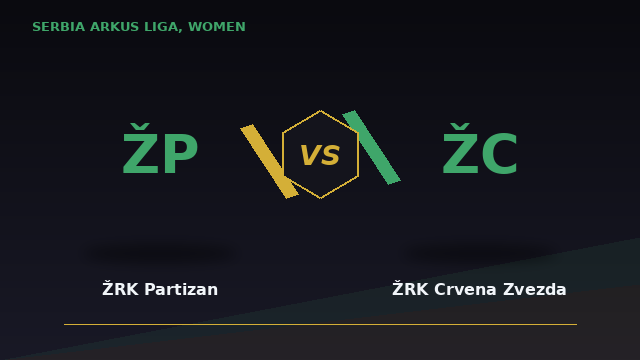 SERBIA ARKUS LIGA, WOMEN
ŽP
VS
ŽC
ŽRK Partizan
ŽRK Crvena Zvezda